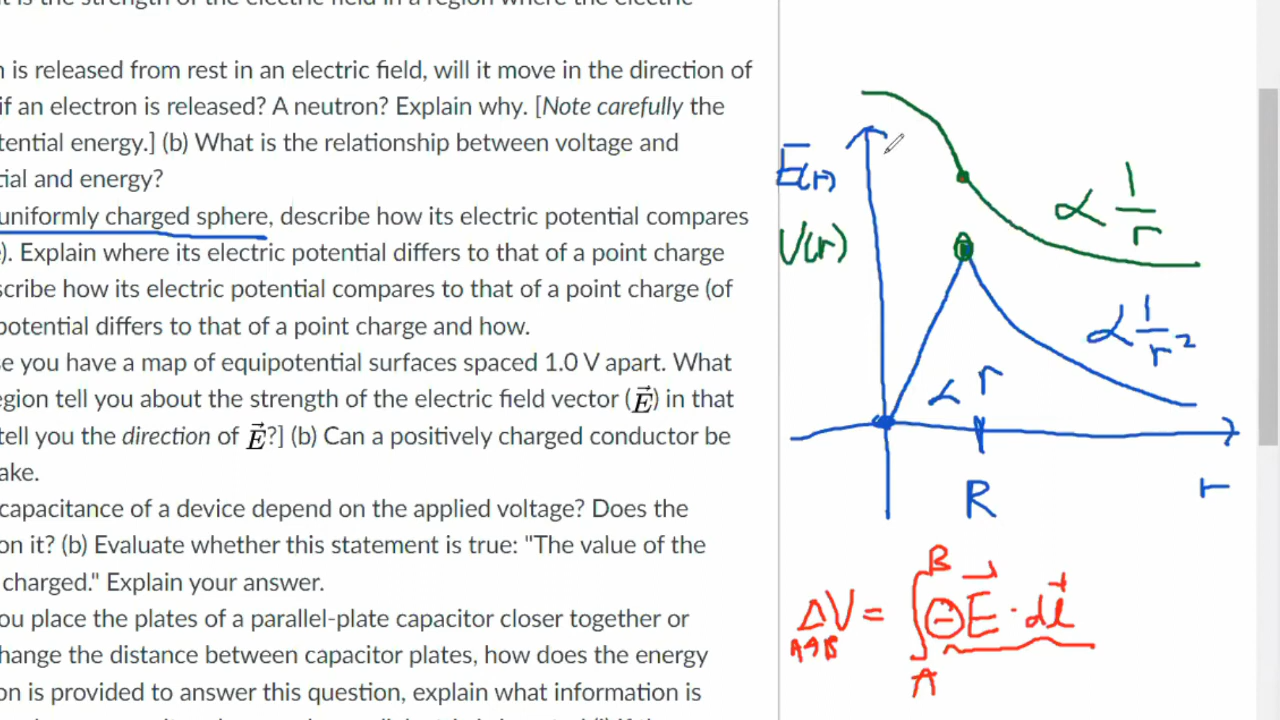 n is released from rest in an electric field, will it move in the direction of
if an electron is released? A neutron? Explain why. [Note carefully the
tential energy.] (b) What is the relationship between voltage and
tial and energy?
uniformly charged sphere, describe how its electric potential compares
). Explain where its electric potential differs to that of a point charge
scribe how its electric potential compares to that of a point charge (of
potential differs to that of a point charge and how.
e you have a map of equipotential surfaces spaced 1.0 V apart. What
egion tell you about the strength of the electric field vector (E⃗) in that
tell you the direction of E⃗?] (b) Can a positively charged conductor be
ake.
capacitance of a device depend on the applied voltage? Does the
on it? (b) Evaluate whether this statement is true: "The value of the
charged." Explain your answer.
ou place the plates of a parallel-plate capacitor closer together or
hange the distance between capacitor plates, how does the energy
on is provided to answer this question, explain what information is
E(r)
V(r)
∝ 1/r
∝ 1/r²
∝ r
R
r
ΔV = ∫ -E⃗ · dl⃗
A→B
B
A